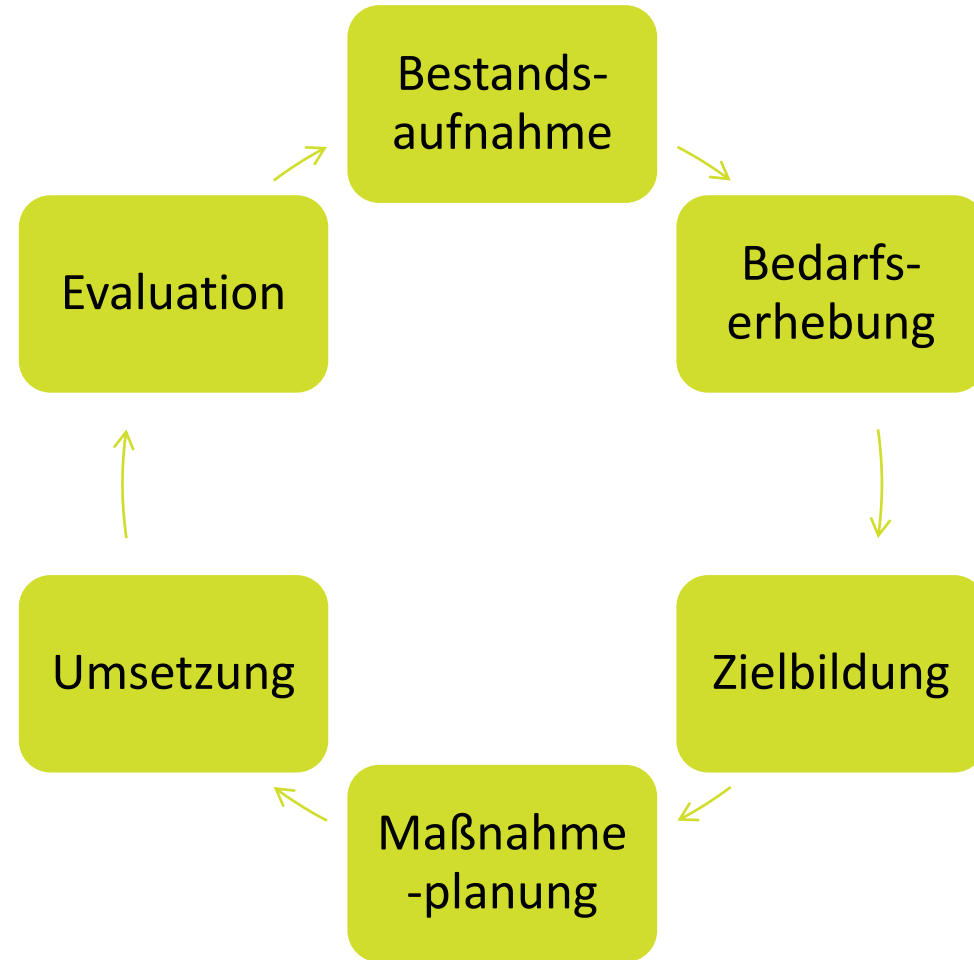 Bestands-
aufnahme
Bedarfs-
erhebung
Zielbildung
Maßnahme
-planung
Umsetzung
Evaluation